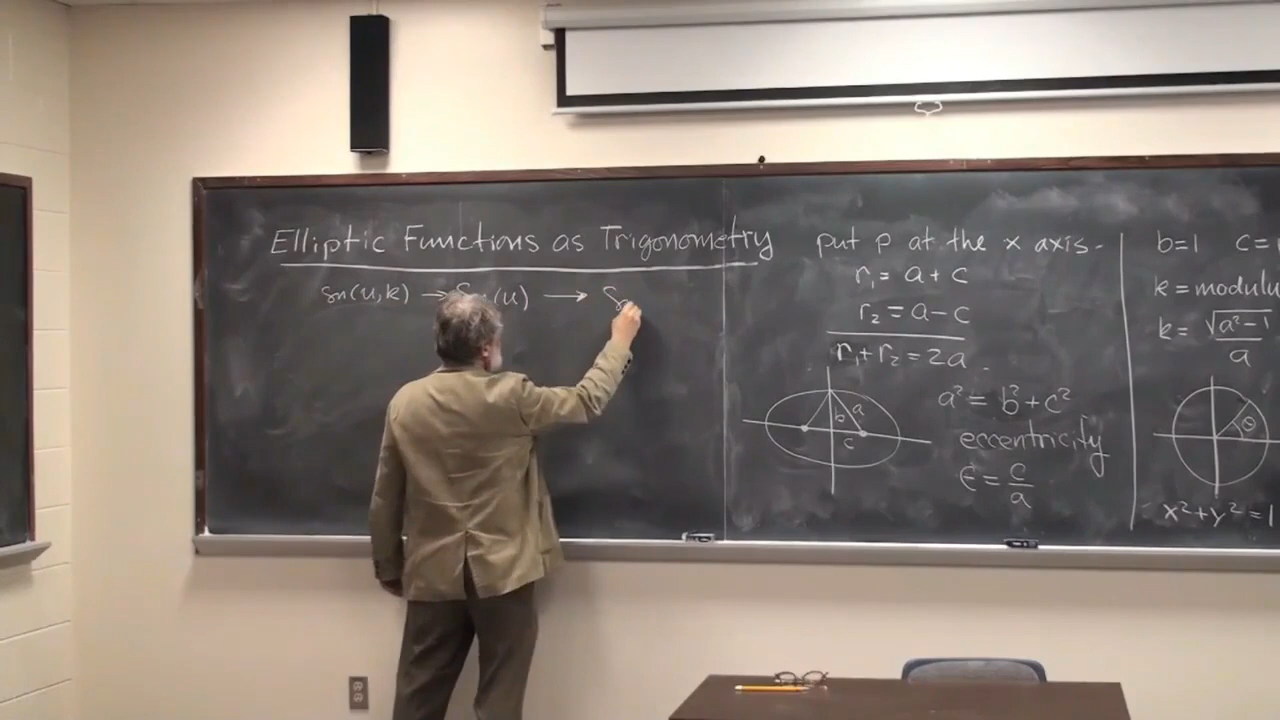 Elliptic Functions as Trigonometry
sn(u,k) → S (u) → S
put P at the x axis.
r₁ = a + c
r₂ = a − c
r₁ + r₂ = 2a
b a
c
a² = b² + c²
eccentricity
ϵ = c/a
b=1 c=
k = modulu
k = √(a²−1)/a
θ
x² + y² = 1